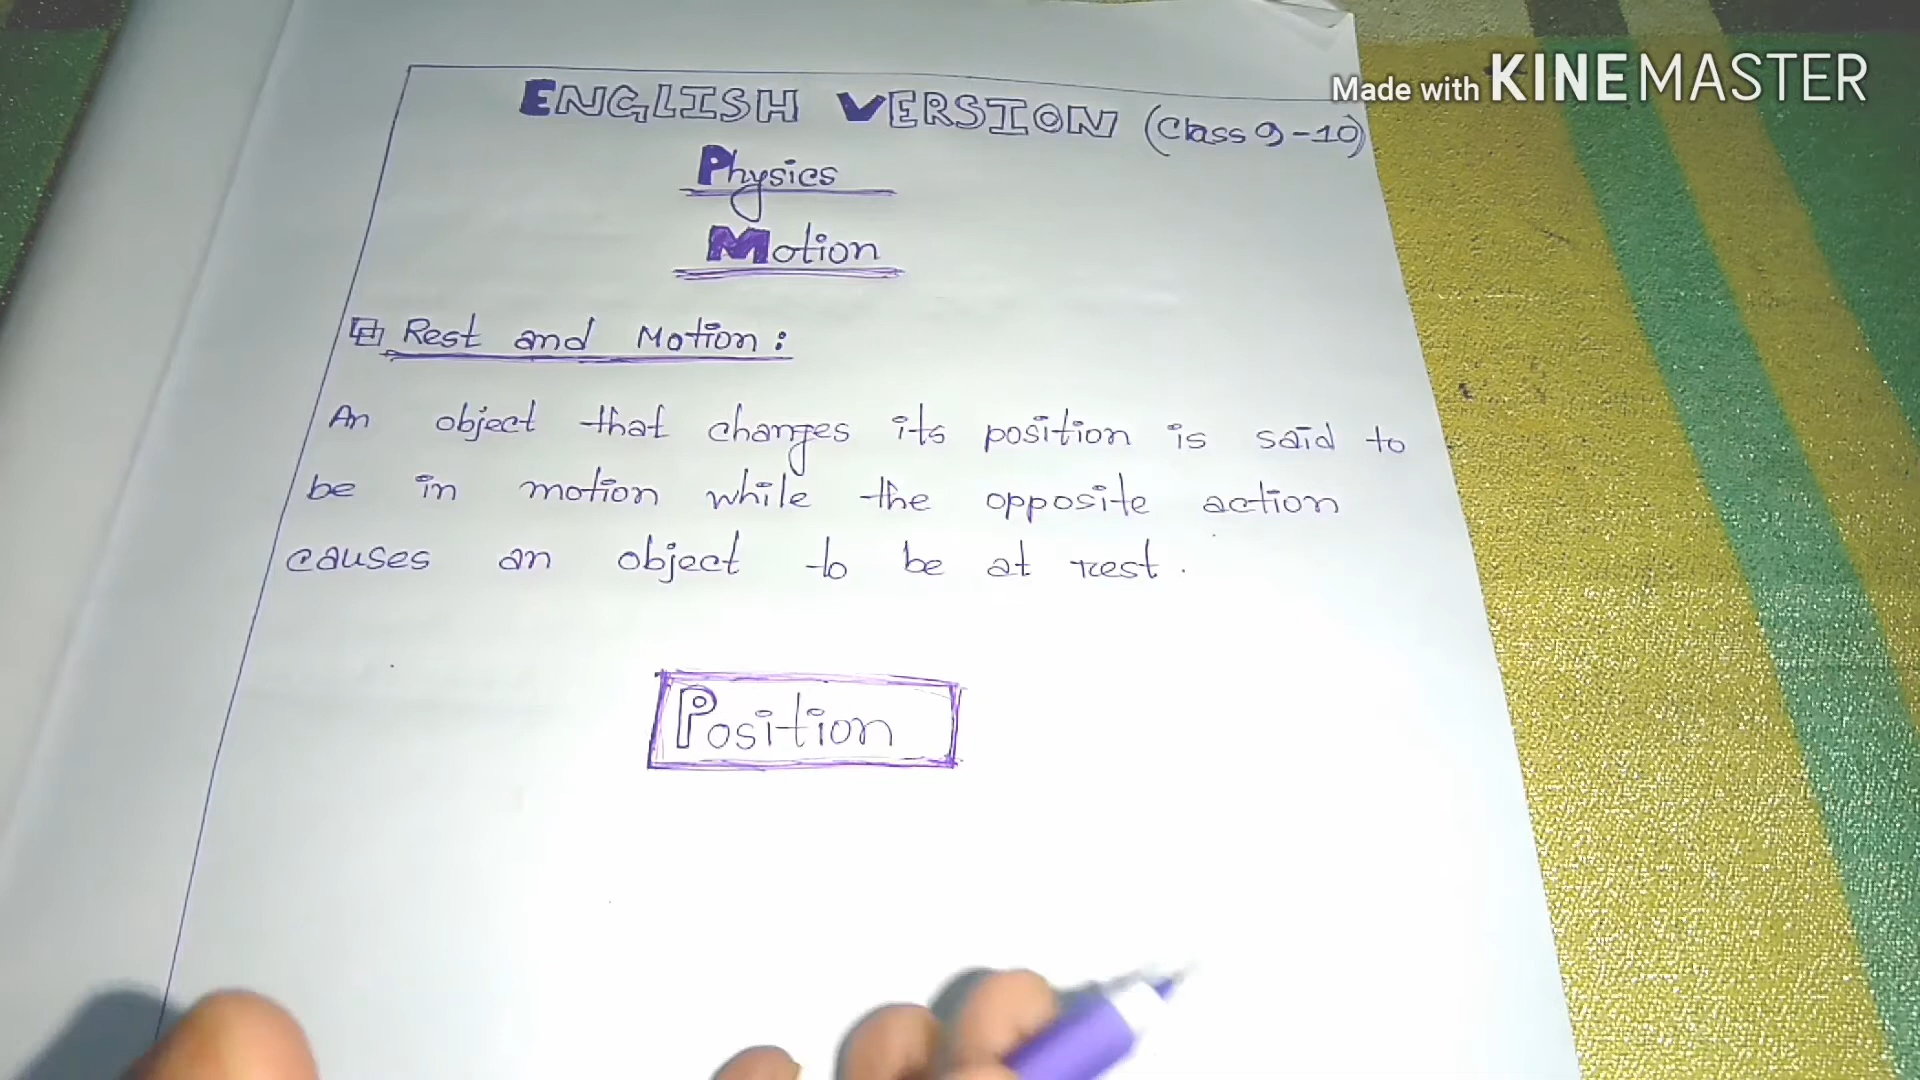 Made with KINEMASTER
ENGLISH VERSION (Class 9-10)
Physics
Motion
Rest and Motion:
An object that changes its position is said to
be in motion while the opposite action
causes an object to be at rest.
Position